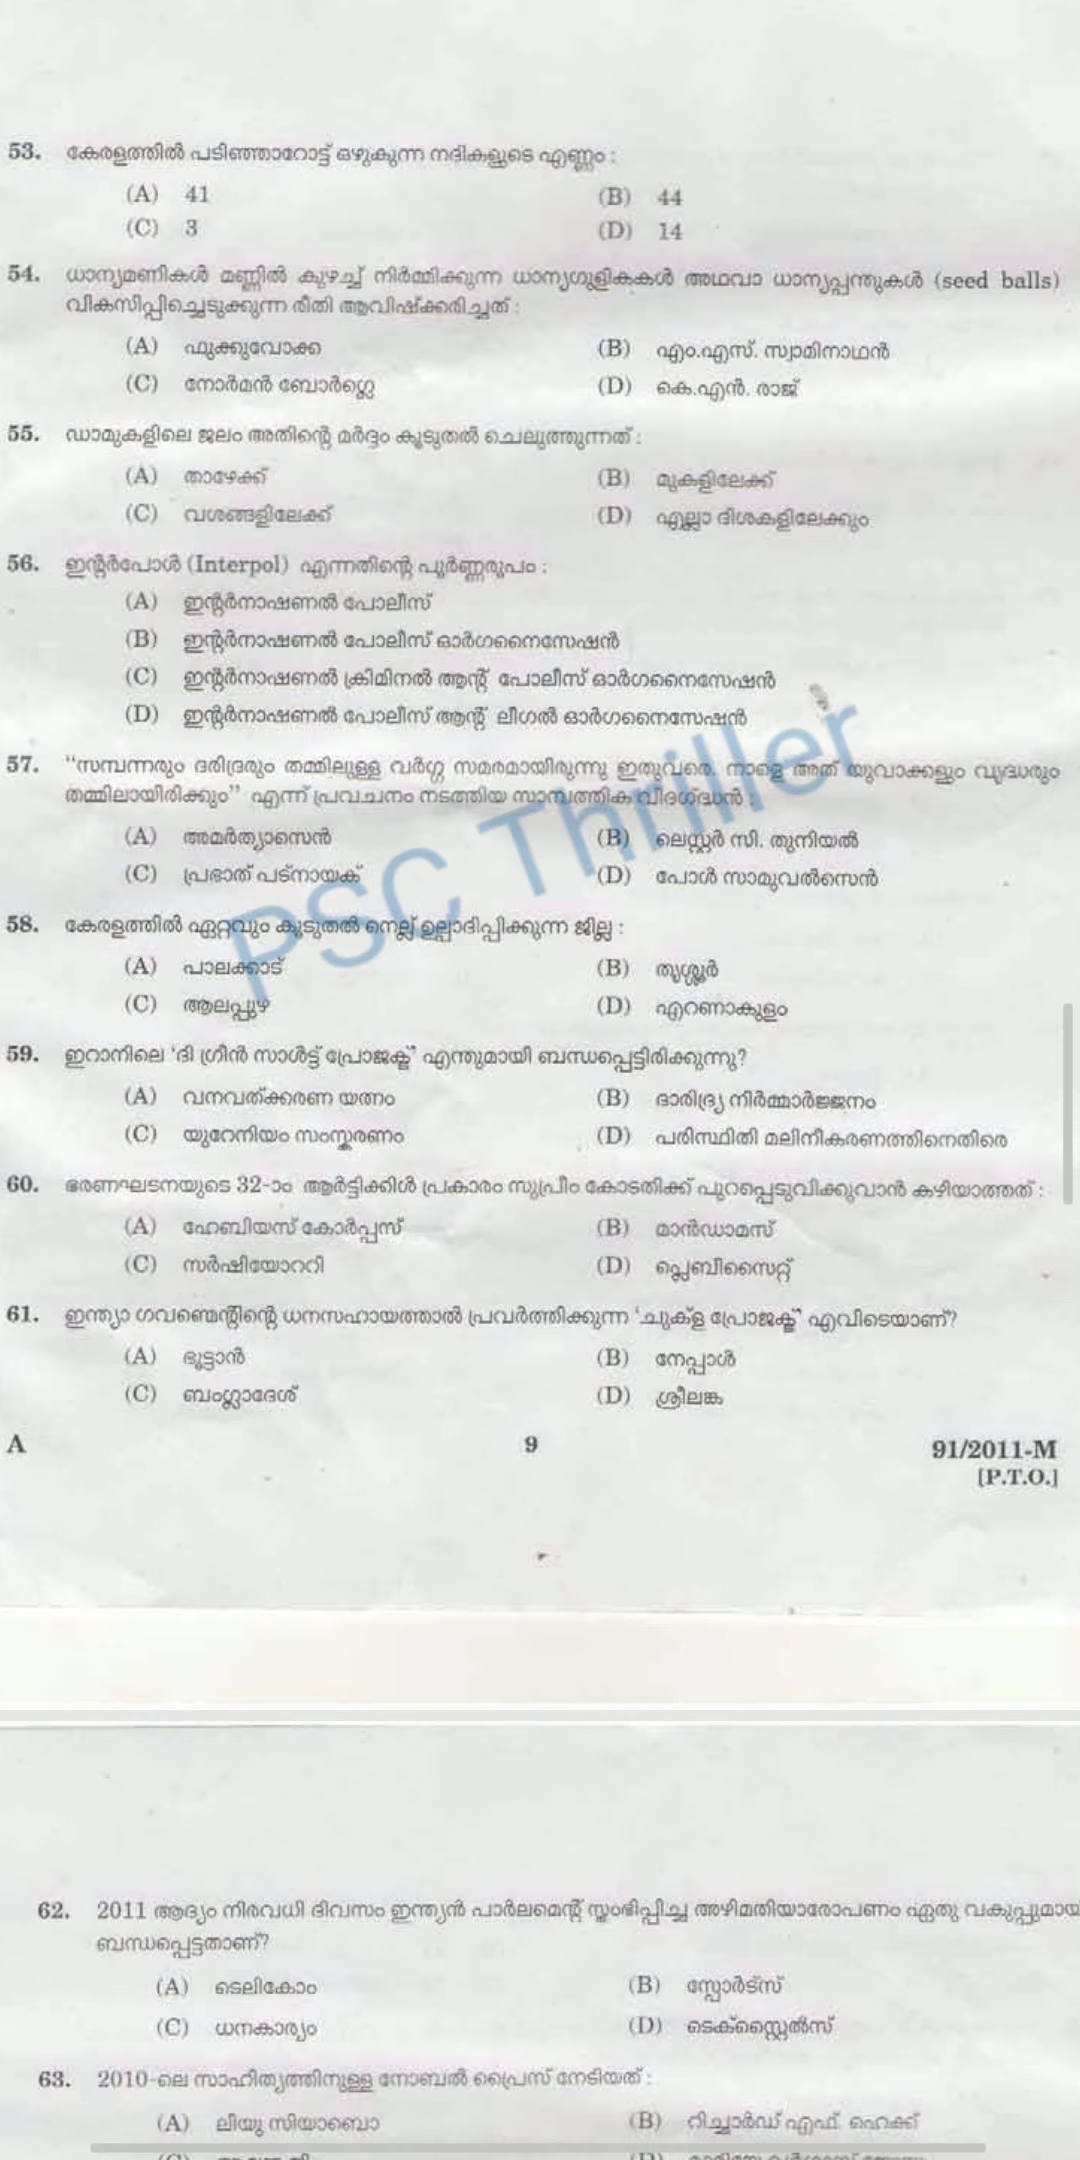 53. കേരളത്തിൽ പടിഞ്ഞാറോട്ട് ഒഴുകുന്ന നദികളുടെ എണ്ണം :
(A) 41 (B) 44
(C) 3 (D) 14
54. ധാന്യമണികൾ മണ്ണിൽ കുഴച്ച് നിർമ്മിക്കുന്ന ധാന്യഗുളികകൾ അഥവാ ധാന്യപ്പന്തുകൾ (seed balls)
വികസിപ്പിച്ചെടുക്കുന്ന രീതി ആവിഷ്ക്കരിച്ചത് :
(A) ഫുക്കുവോക്ക (B) എം.എസ്. സ്വാമിനാഥൻ
(C) നോർമൻ ബോർഗ്ലെ (D) കെ.എൻ. രാജ്
55. ഡാമുകളിലെ ജലം അതിന്റെ മർദ്ദം കൂടുതൽ ചെലുത്തുന്നത് :
(A) താഴേക്ക് (B) മുകളിലേക്ക്
(C) വശങ്ങളിലേക്ക് (D) എല്ലാ ദിശകളിലേക്കും
56. ഇന്റർപോൾ (Interpol) എന്നതിന്റെ പൂർണ്ണരൂപം :
(A) ഇന്റർനാഷണൽ പോലീസ്
(B) ഇന്റർനാഷണൽ പോലീസ് ഓർഗനൈസേഷൻ
(C) ഇന്റർനാഷണൽ ക്രിമിനൽ ആന്റ് പോലീസ് ഓർഗനൈസേഷൻ
(D) ഇന്റർനാഷണൽ പോലീസ് ആന്റ് ലീഗൽ ഓർഗനൈസേഷൻ
57. "സമ്പന്നരും ദരിദ്രരും തമ്മിലുള്ള വർഗ്ഗ സമരമായിരുന്നു ഇതുവരെ. നാളെ അത് യുവാക്കളും വൃദ്ധരും
തമ്മിലായിരിക്കും" എന്ന് പ്രവചനം നടത്തിയ സാമ്പത്തിക വിദഗ്ദ്ധൻ :
(A) അമർത്യാസെൻ (B) ലെസ്റ്റർ സി. തുനിയൽ
(C) പ്രഭാത് പട്നായക് (D) പോൾ സാമുവൽസെൻ
PSC Thriller
58. കേരളത്തിൽ ഏറ്റവും കൂടുതൽ നെല്ല് ഉല്പാദിപ്പിക്കുന്ന ജില്ല :
(A) പാലക്കാട് (B) തൃശ്ശൂർ
(C) ആലപ്പുഴ (D) എറണാകുളം
59. ഇറാനിലെ 'ദി ഗ്രീൻ സാൾട്ട് പ്രോജക്ട്' എന്തുമായി ബന്ധപ്പെട്ടിരിക്കുന്നു?
(A) വനവത്ക്കരണ യത്നം (B) ദാരിദ്ര്യ നിർമ്മാർജ്ജനം
(C) യുറേനിയം സംസ്കരണം (D) പരിസ്ഥിതി മലിനീകരണത്തിനെതിരെ
60. ഭരണഘടനയുടെ 32-ാം ആർട്ടിക്കിൾ പ്രകാരം സുപ്രീം കോടതിക്ക് പുറപ്പെടുവിക്കുവാൻ കഴിയാത്തത് :
(A) ഹേബിയസ് കോർപ്പസ് (B) മാൻഡാമസ്
(C) സർഷിയോററി (D) പ്ലെബീസൈറ്റ്
61. ഇന്ത്യാ ഗവണ്മെന്റിന്റെ ധനസഹായത്താൽ പ്രവർത്തിക്കുന്ന 'ചുക്ള പ്രോജക്ട്' എവിടെയാണ്?
(A) ഭൂട്ടാൻ (B) നേപ്പാൾ
(C) ബംഗ്ലാദേശ് (D) ശ്രീലങ്ക
A 9 91/2011-M
[P.T.O.]
62. 2011 ആദ്യം നിരവധി ദിവസം ഇന്ത്യൻ പാർലമെന്റ് സ്തംഭിപ്പിച്ച അഴിമതിയാരോപണം ഏതു വകുപ്പുമായ
ബന്ധപ്പെട്ടതാണ്?
(A) ടെലികോം (B) സ്പോർട്സ്
(C) ധനകാര്യം (D) ടെക്സ്റ്റൈൽസ്
63. 2010-ലെ സാഹിത്യത്തിനുള്ള നോബൽ പ്രൈസ് നേടിയത് :
(A) ലിയു സിയാബൊ (B) റിച്ചാർഡ് എഫ്. ഹെക്ക്